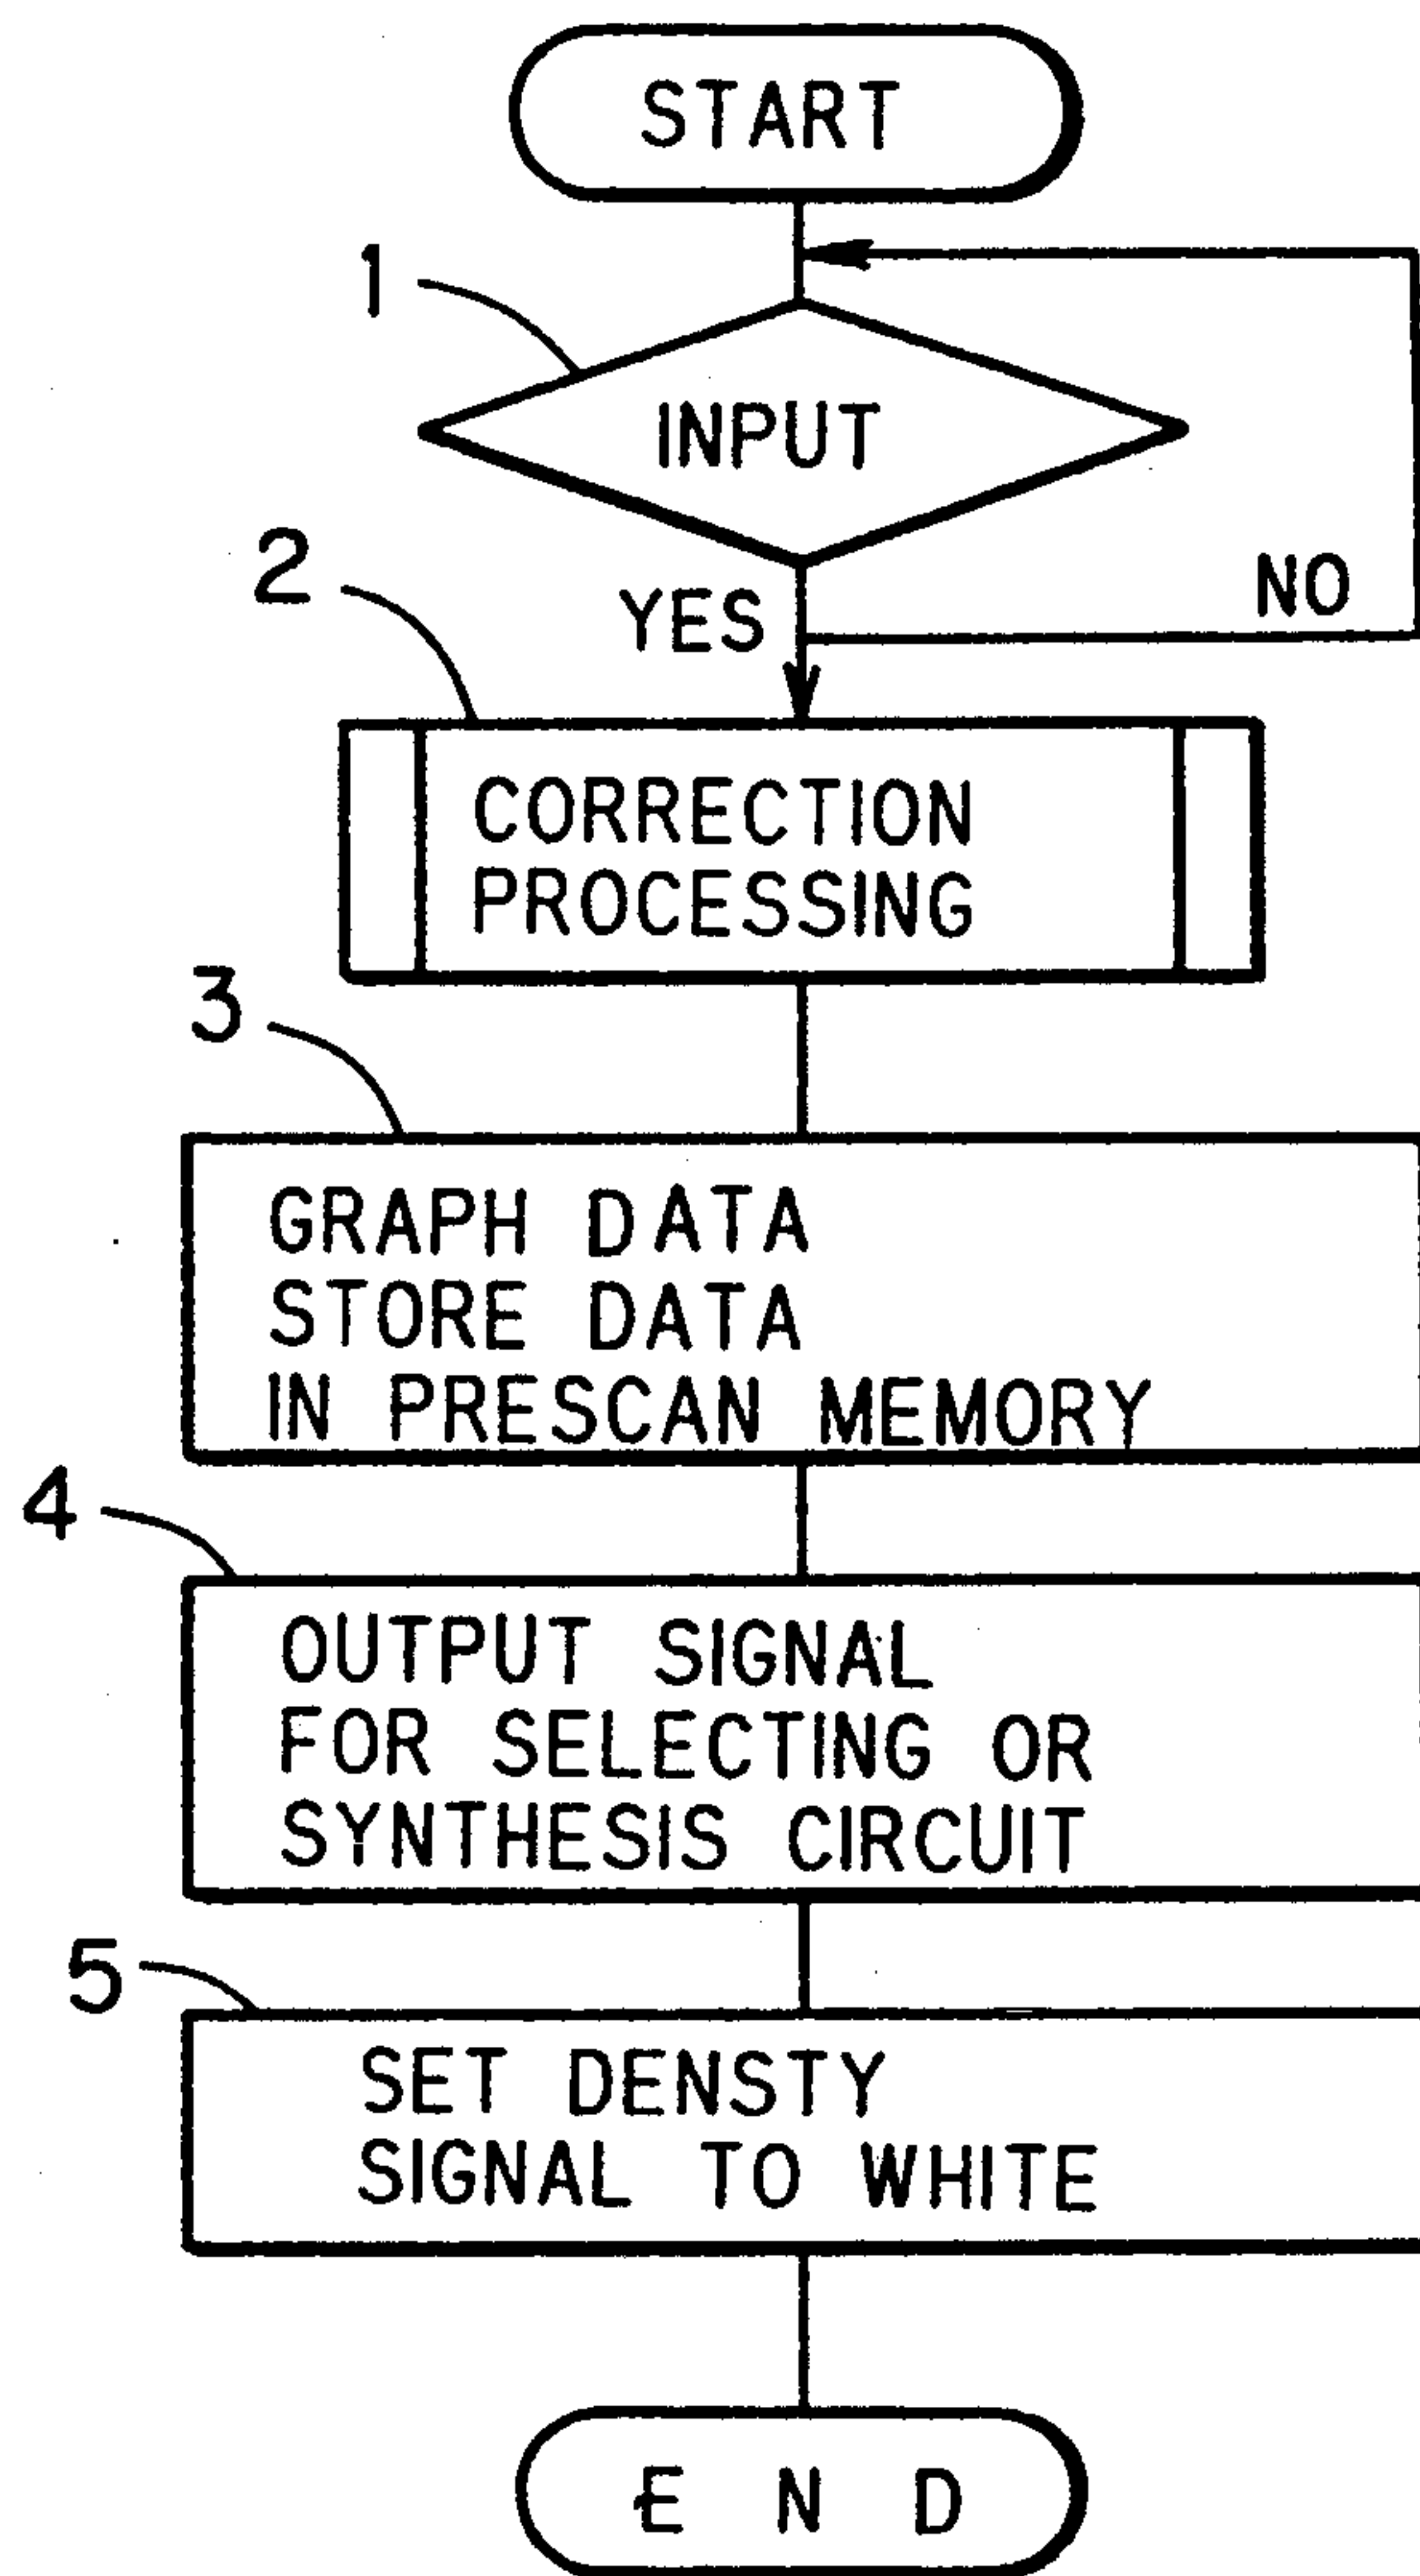 START
1
INPUT
NO
2
YES
CORRECTION
PROCESSING
3
GRAPH DATA
STORE DATA
IN PRESCAN MEMORY
4
OUTPUT SIGNAL
FOR SELECTING OR
SYNTHESIS CIRCUIT
5
SET DENSTY
SIGNAL TO WHITE
E N D